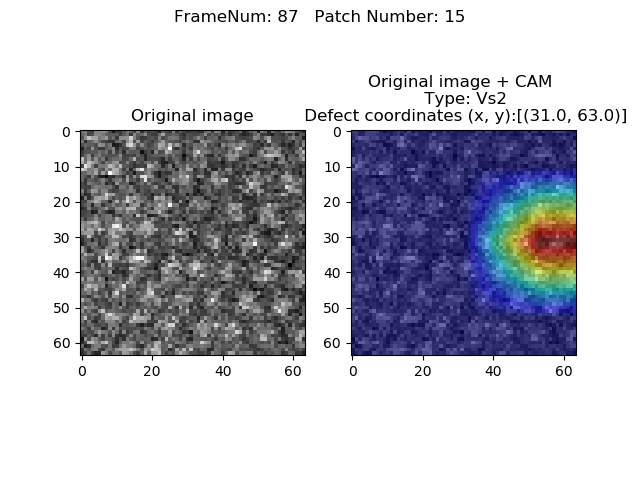 FrameNum: 87   Patch Number: 15
Original image
Original image + CAM
Type: Vs2
Defect coordinates (x, y):[(31.0, 63.0)]
0
10
20
30
40
50
60
0 20 40 60
0
10
20
30
40
50
60
0 20 40 60